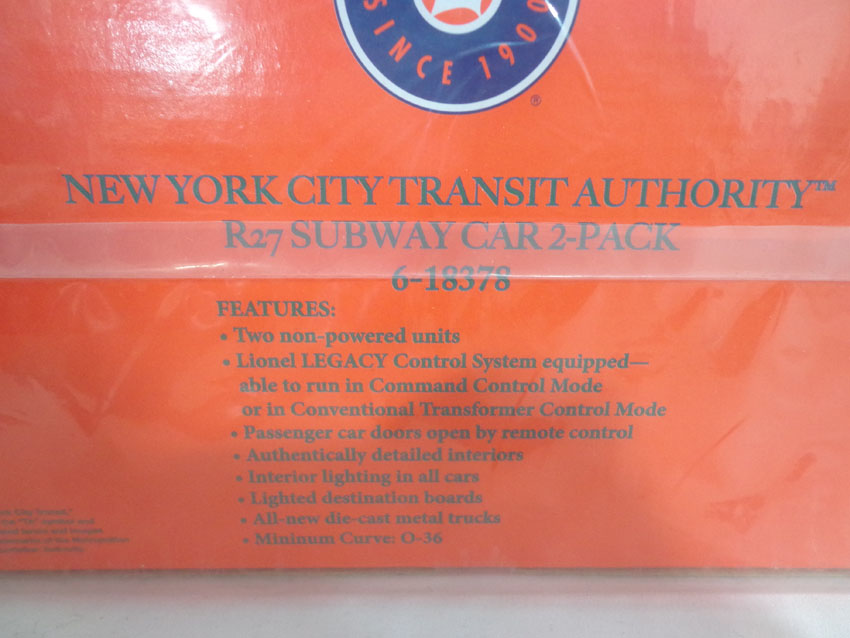 SINCE 1900
®
NEW YORK CITY TRANSIT AUTHORITY™
R27 SUBWAY CAR 2-PACK
6-18378
FEATURES:
• Two non-powered units
• Lionel LEGACY Control System equipped—
able to run in Command Control Mode
or in Conventional Transformer Control Mode
• Passenger car doors open by remote control
• Authentically detailed interiors
• Interior lighting in all cars
• Lighted destination boards
• All-new die-cast metal trucks
• Mininum Curve: O-36
City Transit,